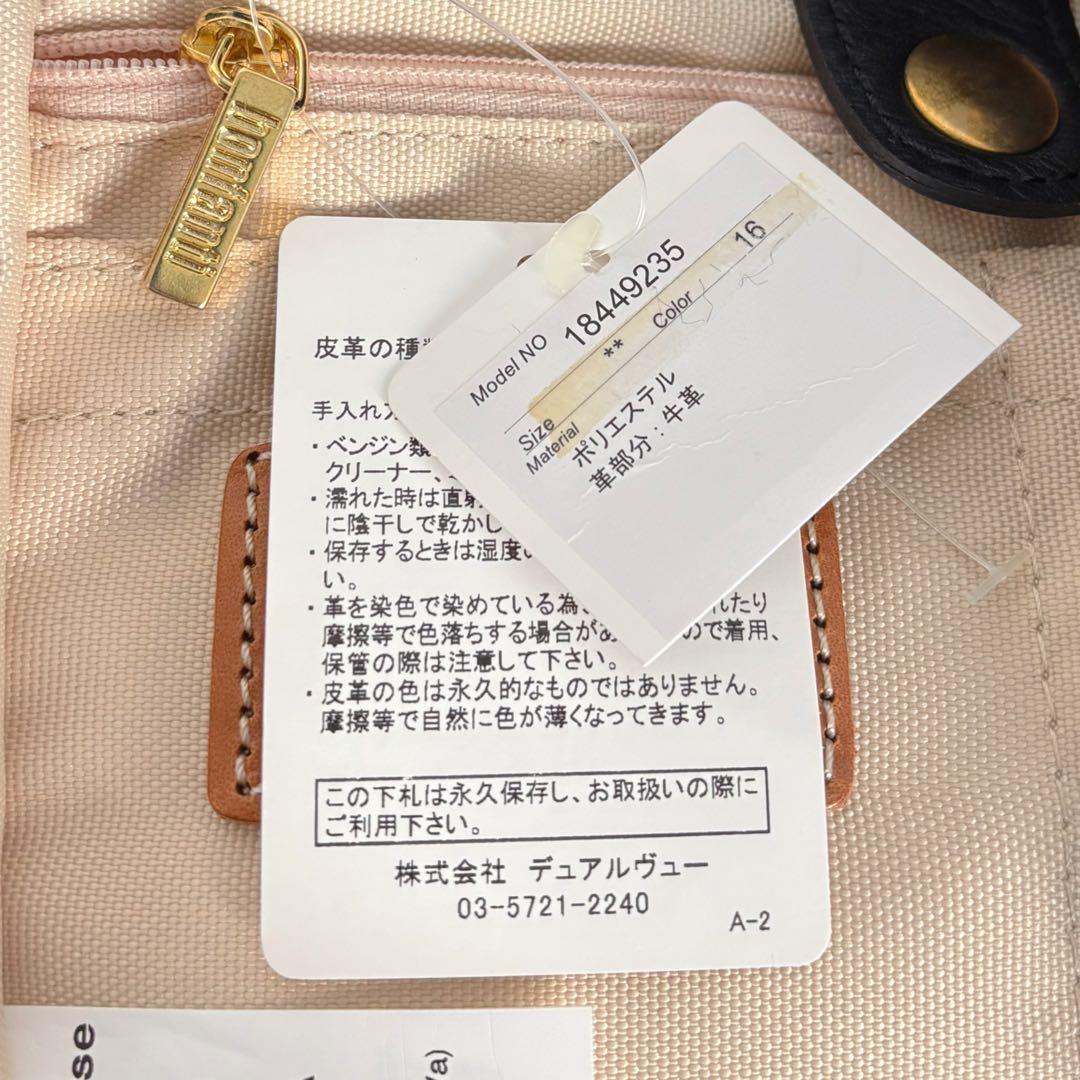 honfanti
Model NO 18449235
Size ** Color 16
Material
ポリエステル
革部分：牛革
皮革の種
手入れ
・ベンジン類
クリーナー、
・濡れた時は直射
に陰干しで乾かし
・保存するときは湿度の
い。
・革を染色で染めている為、 れたり
摩擦等で色落ちする場合があ ので着用、
保管の際は注意して下さい。
・皮革の色は永久的なものではありません。
摩擦等で自然に色が薄くなってきます。
この下札は永久保存し、お取扱いの際に
ご利用下さい。
株式会社 デュアルヴュー
03-5721-2240
A-2
se
/a)